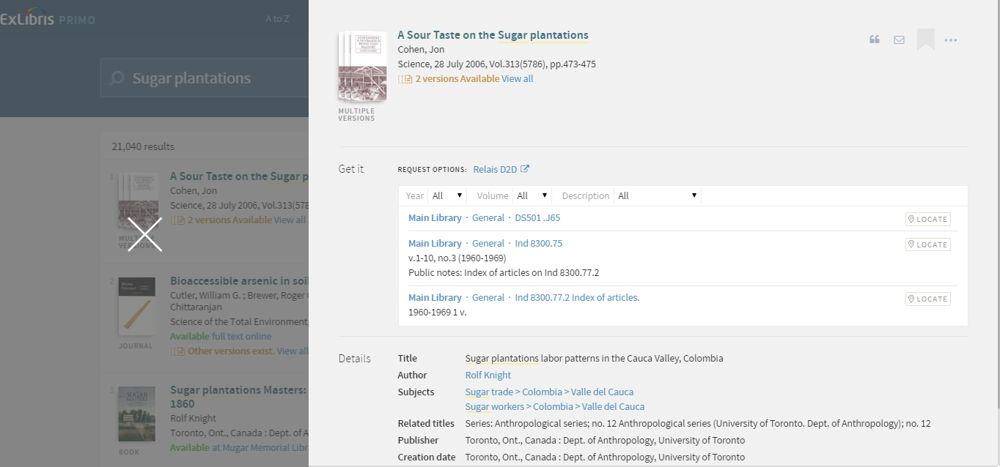 ExLibris PRIMO
A to Z
Sugar plantations
21,040 results
1
A Sour Taste on the Sugar p
Cohen, Jon
Science, 28 July 2006, Vol.313(578
2 versions Available View all
MULTIPLE
VERSIONS
2
Bioaccessible arsenic in soil
Cutler, William G. ; Brewer, Roger
Chittaranjan
Science of the Total Environment,
Available full text online
Other versions exist. View all
JOURNAL
3
SUGAR
MASTERS
Sugar plantations Masters:
1860
Rolf Knight
Toronto, Ont., Canada : Dept. of A
Available at Mugar Memorial Libr
BOOK
A Sour Taste on the Sugar plantations
Cohen, Jon
Science, 28 July 2006, Vol.313(5786), pp.473-475
2 versions Available View all
MULTIPLE
VERSIONS
Get it
REQUEST OPTIONS: Relais D2D
Year All Volume All Description All
Main Library · General · DS501 .J65
LOCATE
Main Library · General · Ind 8300.75
LOCATE
v.1-10, no.3 (1960-1969)
Public notes: Index of articles on Ind 8300.77.2
Main Library · General · Ind 8300.77.2 Index of articles.
LOCATE
1960-1969 1 v.
Details
Title Sugar plantations labor patterns in the Cauca Valley, Colombia
Author Rolf Knight
Subjects Sugar trade > Colombia > Valle del Cauca
Sugar workers > Colombia > Valle del Cauca
Related titles Series: Anthropological series; no. 12 Anthropological series (University of Toronto. Dept. of Anthropology); no. 12
Publisher Toronto, Ont., Canada : Dept. of Anthropology, University of Toronto
Creation date Toronto, Ont., Canada : Dept. of Anthropology, University of Toronto